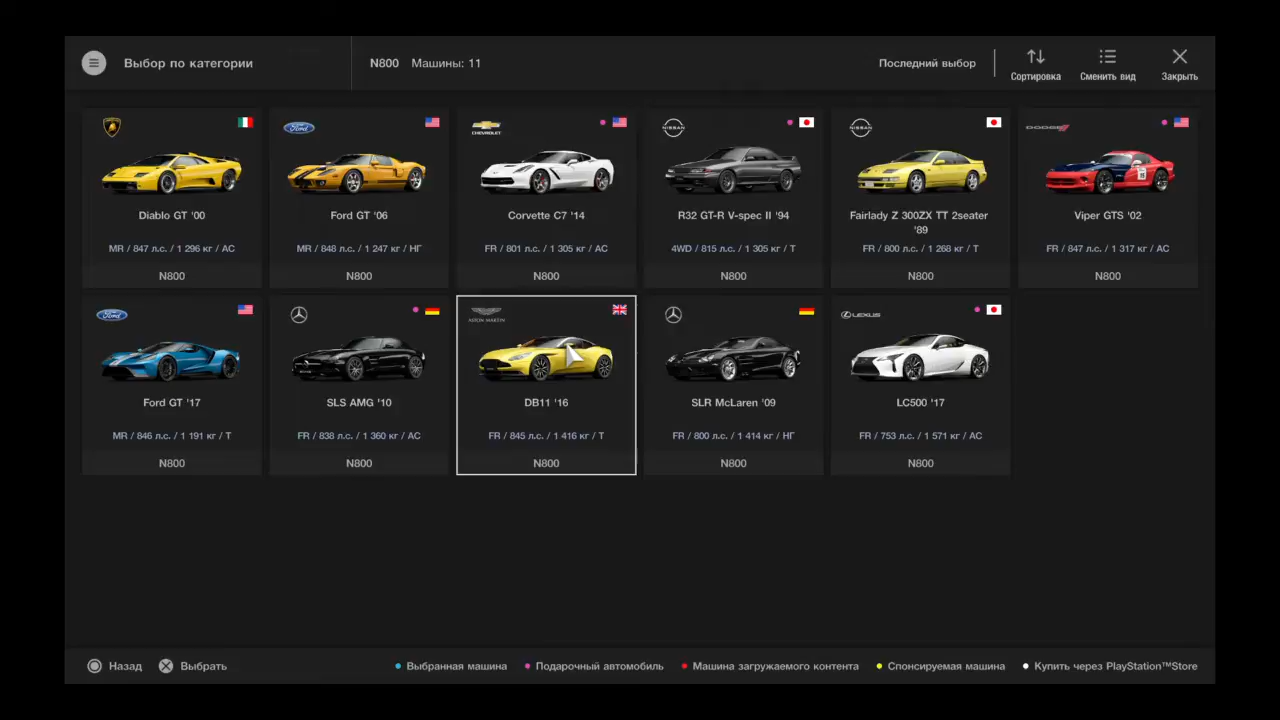 Выбор по категории
N800 Машины: 11
Последний выбор
Сортировка
Сменить вид
Закрыть
Ford
CHEVROLET
NISSAN
NISSAN
DODGE
Diablo GT '00
Ford GT '06
Corvette C7 '14
R32 GT-R V-spec II '94
Fairlady Z 300ZX TT 2seater
'89
Viper GTS '02
MR / 847 л.с. / 1 296 кг / АС
MR / 848 л.с. / 1 247 кг / НГ
FR / 801 л.с. / 1 305 кг / АС
4WD / 815 л.с. / 1 305 кг / Т
FR / 800 л.с. / 1 268 кг / Т
FR / 847 л.с. / 1 317 кг / АС
N800
N800
N800
N800
N800
N800
Ford
ASTON MARTIN
LEXUS
Ford GT '17
SLS AMG '10
DB11 '16
SLR McLaren '09
LC500 '17
MR / 846 л.с. / 1 191 кг / Т
FR / 838 л.с. / 1 360 кг / АС
FR / 845 л.с. / 1 416 кг / Т
FR / 800 л.с. / 1 414 кг / НГ
FR / 753 л.с. / 1 571 кг / АС
N800
N800
N800
N800
N800
Назад
Выбрать
Выбранная машина
Подарочный автомобиль
Машина загружаемого контента
Спонсируемая машина
Купить через PlayStation™Store